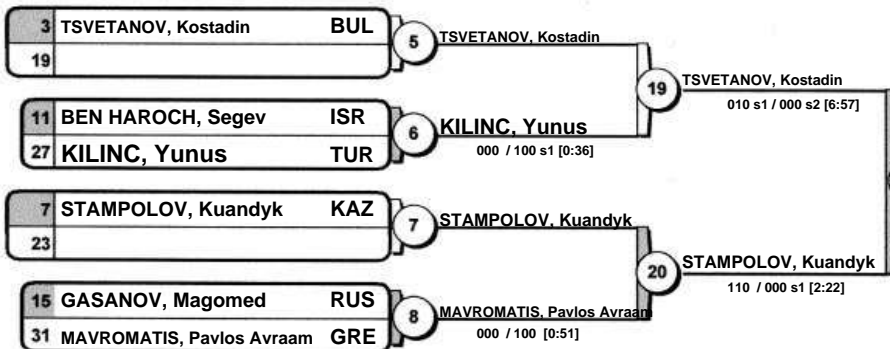 3 TSVETANOV, Kostadin BUL
19
5
TSVETANOV, Kostadin
11 BEN HAROCH, Segev ISR
27 KILINC, Yunus TUR
6
KILINC, Yunus
000 / 100 s1 [0:36]
19
TSVETANOV, Kostadin
010 s1 / 000 s2 [6:57]
7 STAMPOLOV, Kuandyk KAZ
23
7
STAMPOLOV, Kuandyk
15 GASANOV, Magomed RUS
31 MAVROMATIS, Pavlos Avraam GRE
8
MAVROMATIS, Pavlos Avraam
000 / 100 [0:51]
20
STAMPOLOV, Kuandyk
110 / 000 s1 [2:22]